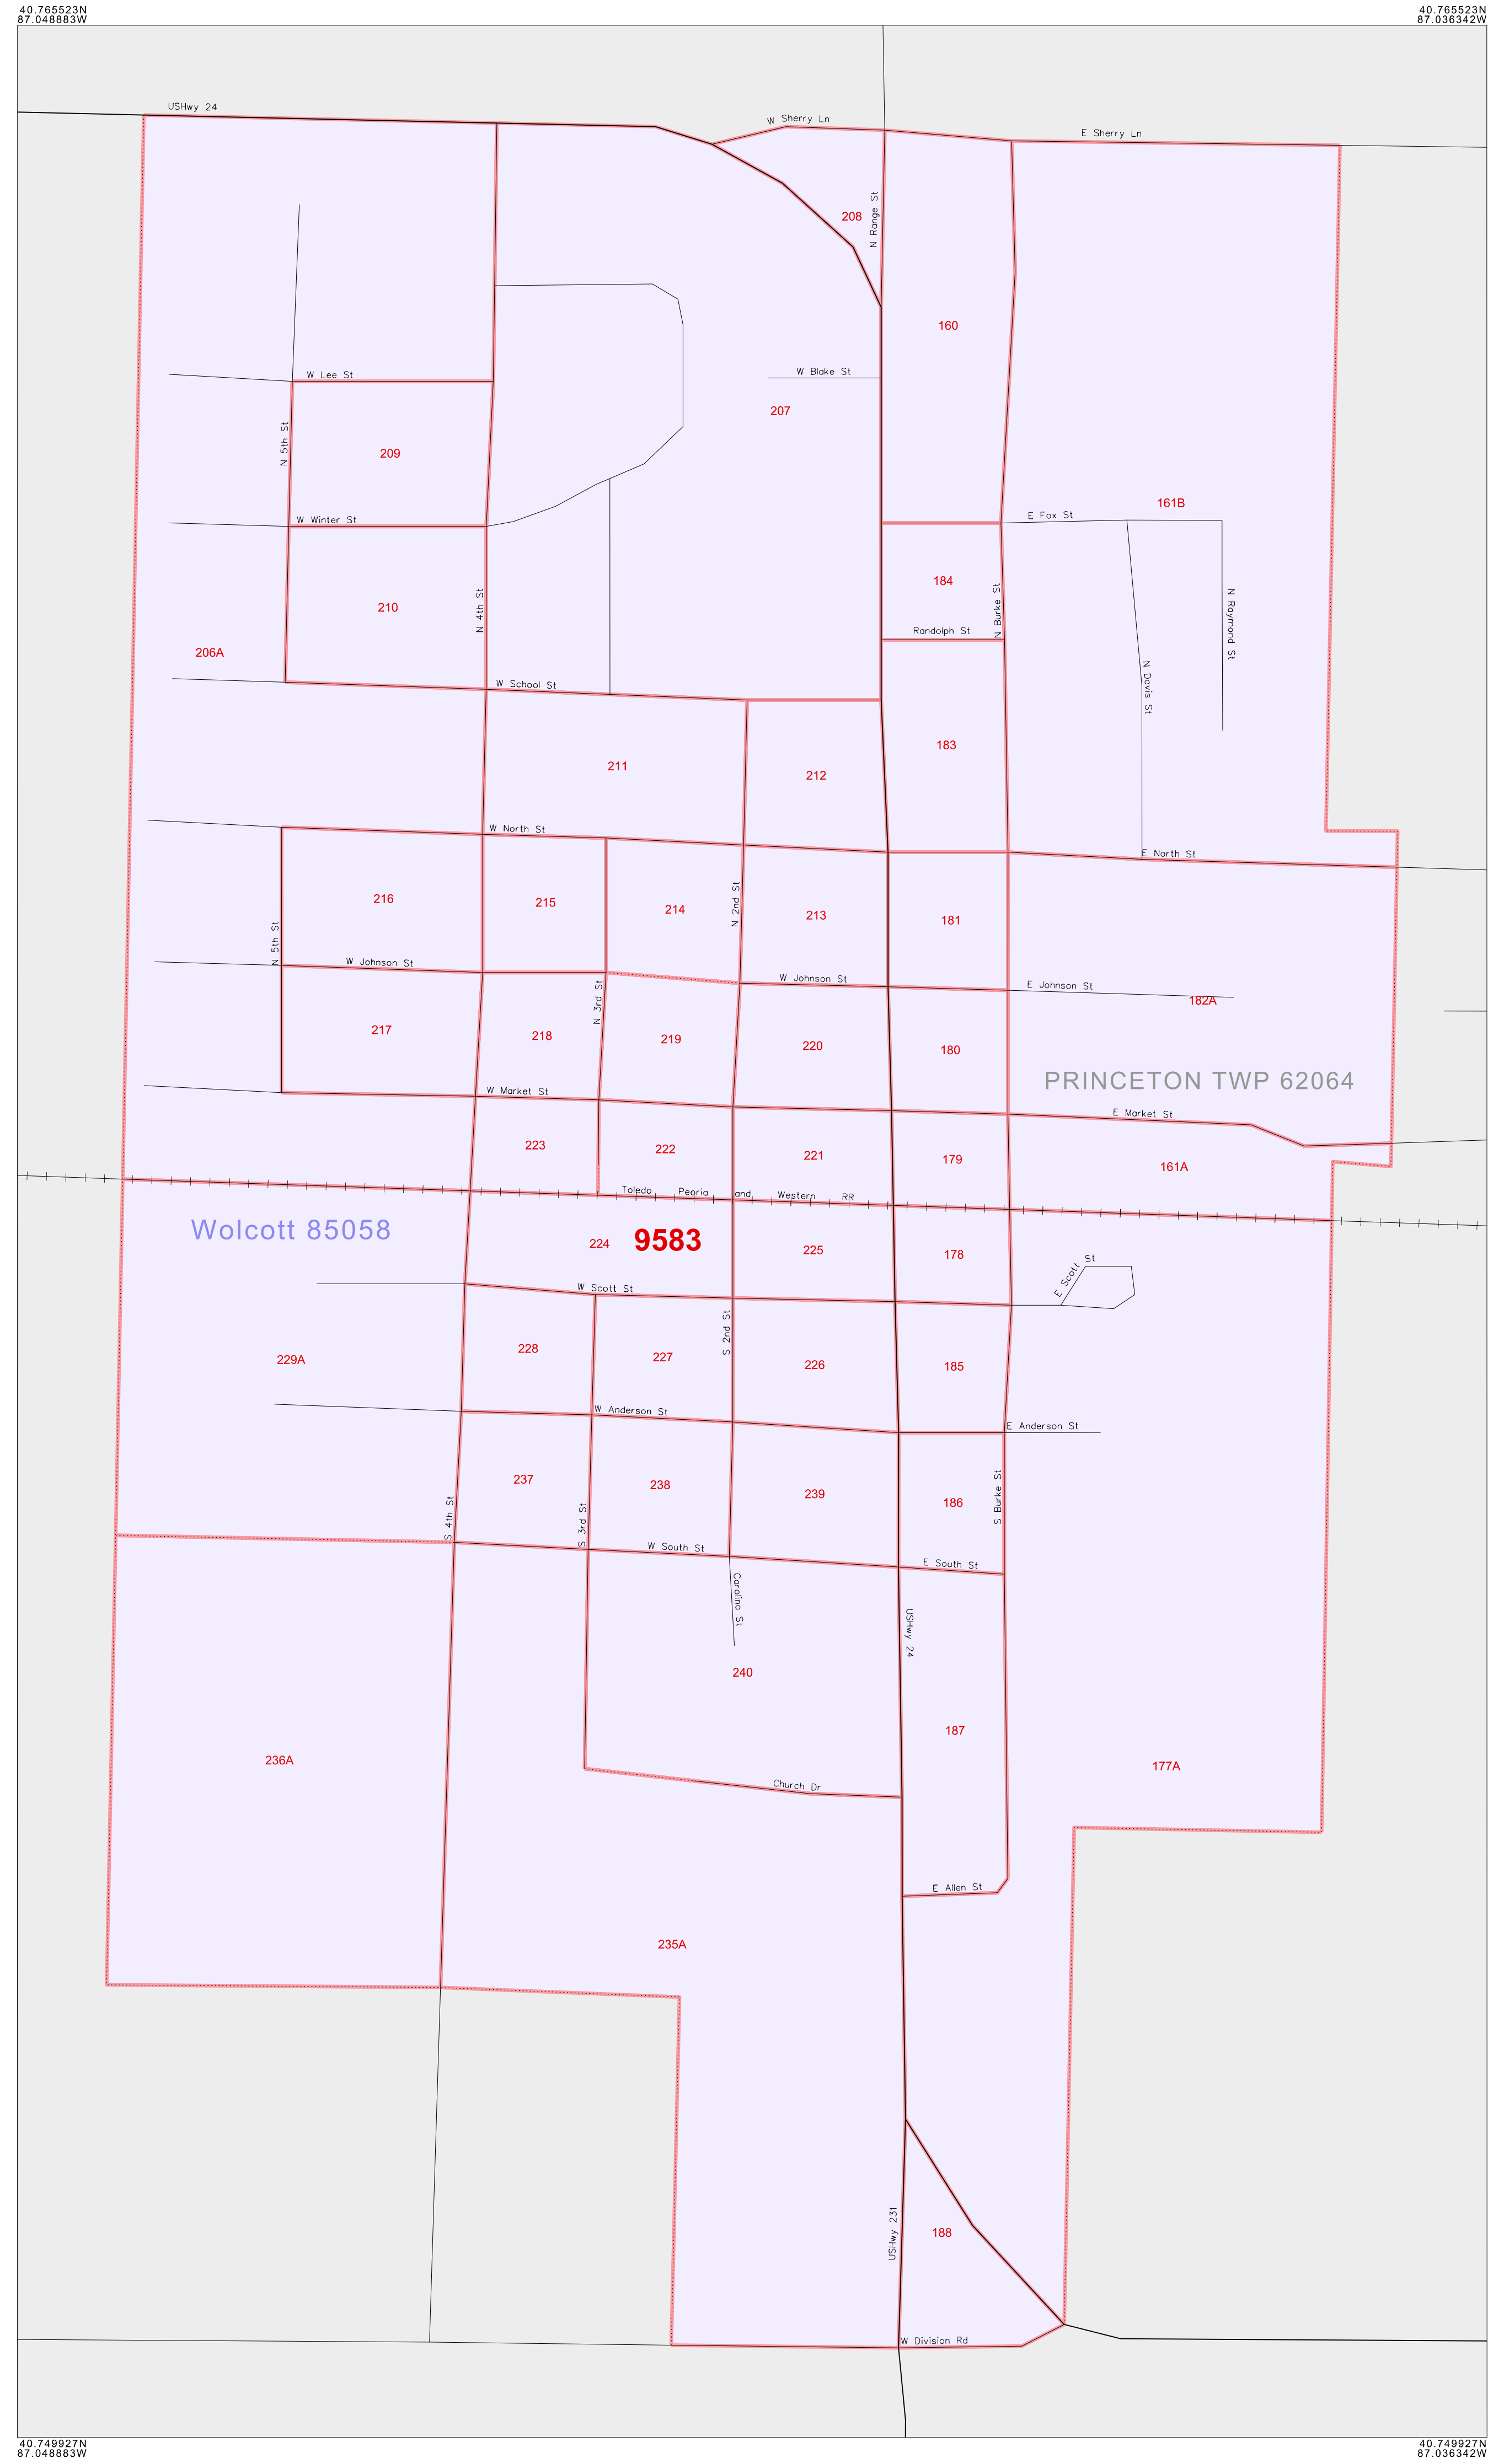 40.765523N
87.048883W
40.765523N
87.036342W
USHwy 24
W Sherry Ln
E Sherry Ln
208
N Range St
160
W Lee St
W Blake St
207
N 5th St
209
161B
W Winter St
E Fox St
184
N Burke St
N Raymond St
210
N 4th St
Randolph St
206A
W School St
N Davis St
183
211
212
W North St
E North St
216
215
214
N 2nd St
213
181
N 5th St
W Johnson St
W Johnson St
E Johnson St
182A
N 3rd St
217
218
219
220
180
PRINCETON TWP 62064
W Market St
E Market St
223
222
221
179
161A
Toledo Peoria and Western RR
Wolcott 85058
224
9583
225
178
E Scott St
W Scott St
S 2nd St
229A
228
227
226
185
W Anderson St
E Anderson St
237
238
239
186
S Burke St
S 4th St
S 3rd St
W South St
E South St
Carolina St
USHwy 24
240
187
236A
177A
Church Dr
E Allen St
235A
USHwy 231
188
W Division Rd
40.749927N
87.048883W
40.749927N
87.036342W